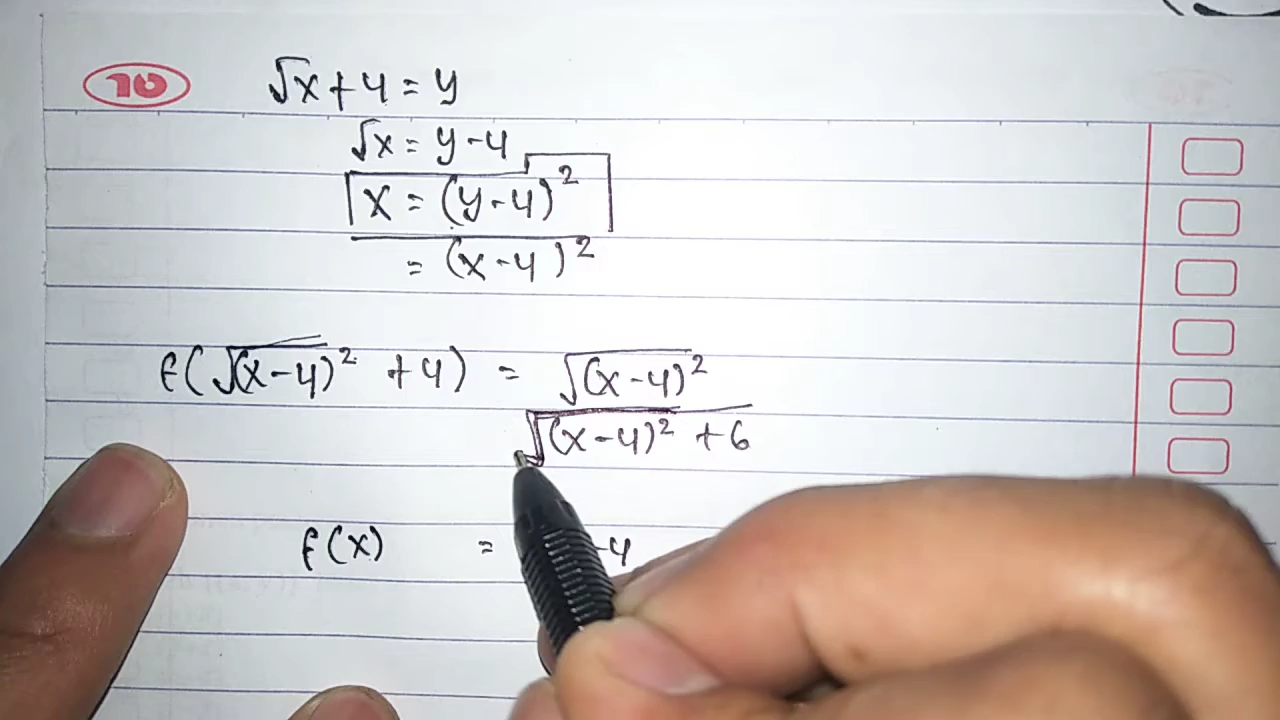 10 √x + 4 = y
√x = y - 4
x = (y - 4)²
= (x - 4)²
f(√(x - 4)² + 4) = √(x - 4)²
√(x - 4)² + 6
f(x) = - 4